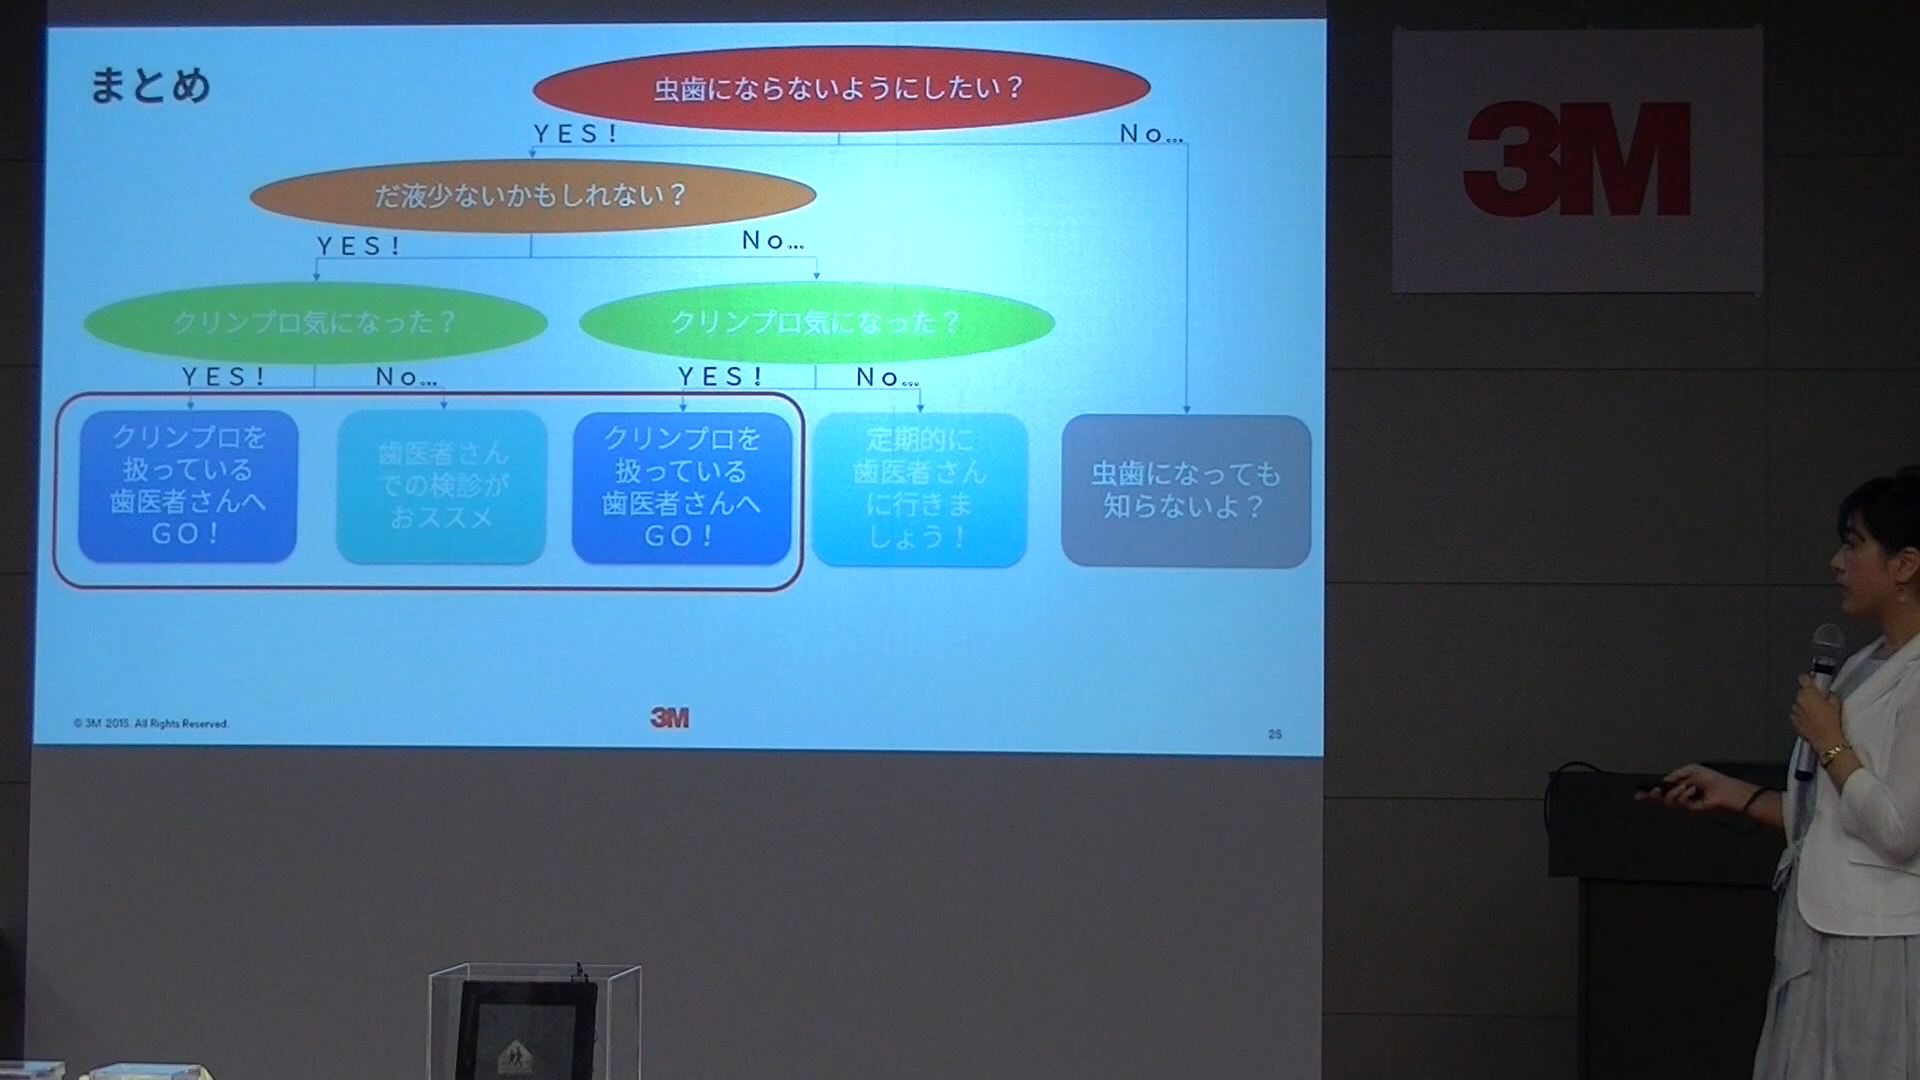 まとめ
虫歯にならないようにしたい？
ＹＥＳ！
Ｎｏ…
だ液少ないかもしれない？
ＹＥＳ！
Ｎｏ…
クリンプロ気になった？
クリンプロ気になった？
ＹＥＳ！
Ｎｏ…
ＹＥＳ！
Ｎｏ…
クリンプロを
扱っている
歯医者さんへ
ＧＯ！
歯医者さん
での検診が
おススメ
クリンプロを
扱っている
歯医者さんへ
ＧＯ！
定期的に
歯医者さん
に行きま
しょう！
虫歯になっても
知らないよ？
© 3M 2015. All Rights Reserved.
3M
25
3M